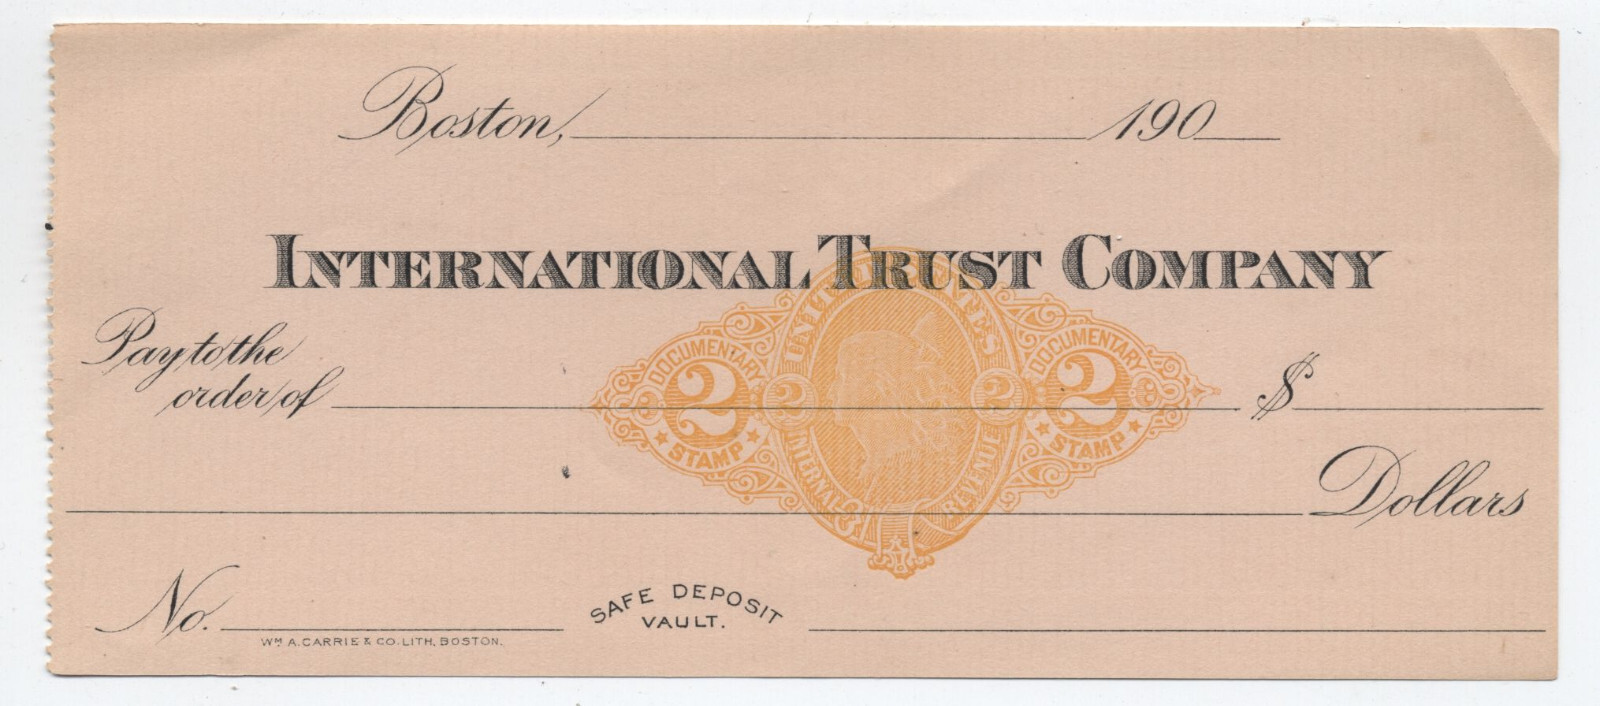 Boston, 190
INTERNATIONAL TRUST COMPANY
UNITED STATES
Pay to the
order of $
DOCUMENTARY 2 STAMP
2 2
DOCUMENTARY 2 STAMP
INTERNAL REVENUE
Dollars
No.
SAFE DEPOSIT
VAULT.
WM A. CARRIE & CO. LITH, BOSTON.